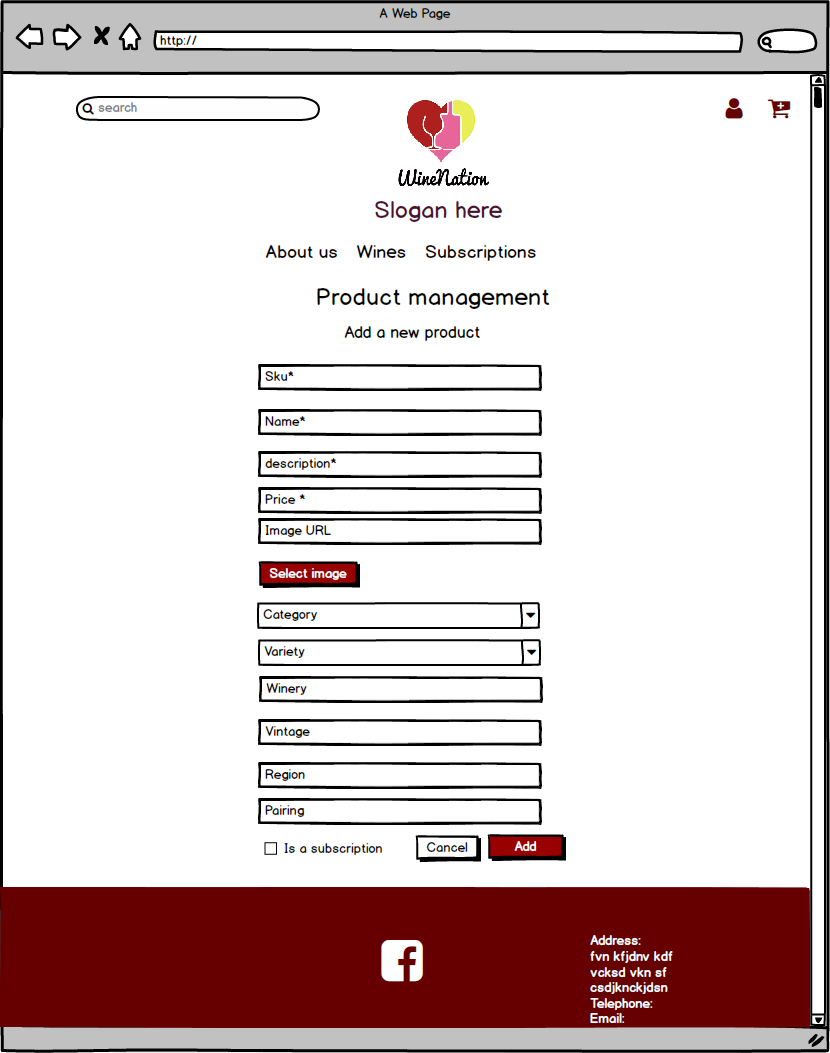 A Web Page
http://
search
WineNation
Slogan here
About us Wines Subscriptions
Product management
Add a new product
Sku*
Name*
description*
Price *
Image URL
Select image
Category
Variety
Winery
Vintage
Region
Pairing
Is a subscription Cancel Add
Address:
fvn kfjdnv kdf
vcksd vkn sf
csdjknckjdsn
Telephone:
Email: